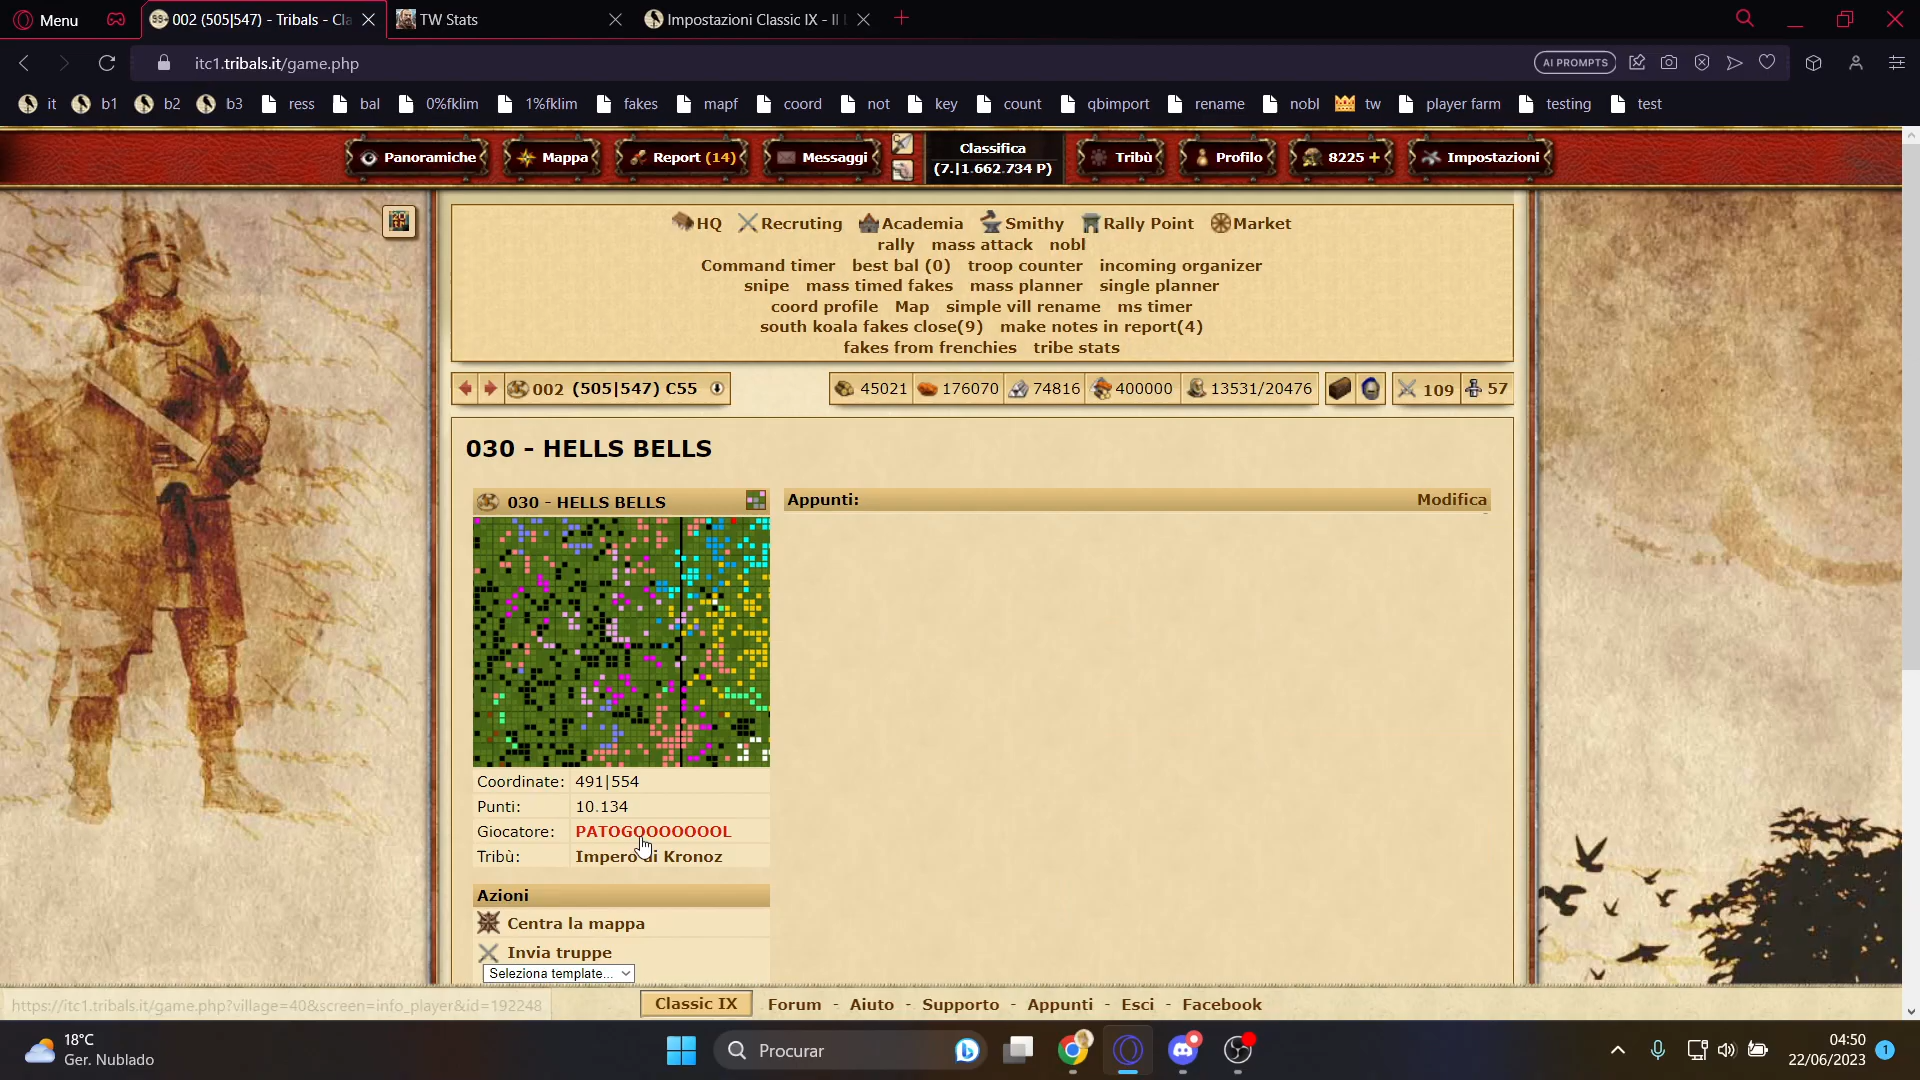 Menu
002 (505|547) - Tribals - Cla
TW Stats
Impostazioni Classic IX - Il
itc1.tribals.it/game.php
AI PROMPTS
it b1 b2 b3 ress bal 0%fklim 1%fklim fakes mapf coord not key count qbimport rename nobl tw player farm testing test
Panoramiche Mappa Report (14) Messaggi Classifica (7.|1.662.734 P) Tribù Profilo 8225 + Impostazioni
HQ Recruting Academia Smithy Rally Point Market
rally mass attack nobl
Command timer best bal (0) troop counter incoming organizer
snipe mass timed fakes mass planner single planner
coord profile Map simple vill rename ms timer
south koala fakes close(9) make notes in report(4)
fakes from frenchies tribe stats
002 (505|547) C55 45021 176070 74816 400000 13531/20476 109 57
030 - HELLS BELLS
030 - HELLS BELLS
Appunti: Modifica
Coordinate: 491|554
Punti: 10.134
Giocatore: PATOGOOOOOOOL
Tribù: Impero di Kronoz
Azioni
Centra la mappa
Invia truppe
Seleziona template...
https://itc1.tribals.it/game.php?village=40&screen=info_player&id=192248
Classic IX Forum - Aiuto - Supporto - Appunti - Esci - Facebook
18°C
Ger. Nublado
Procurar
04:50
22/06/2023
1